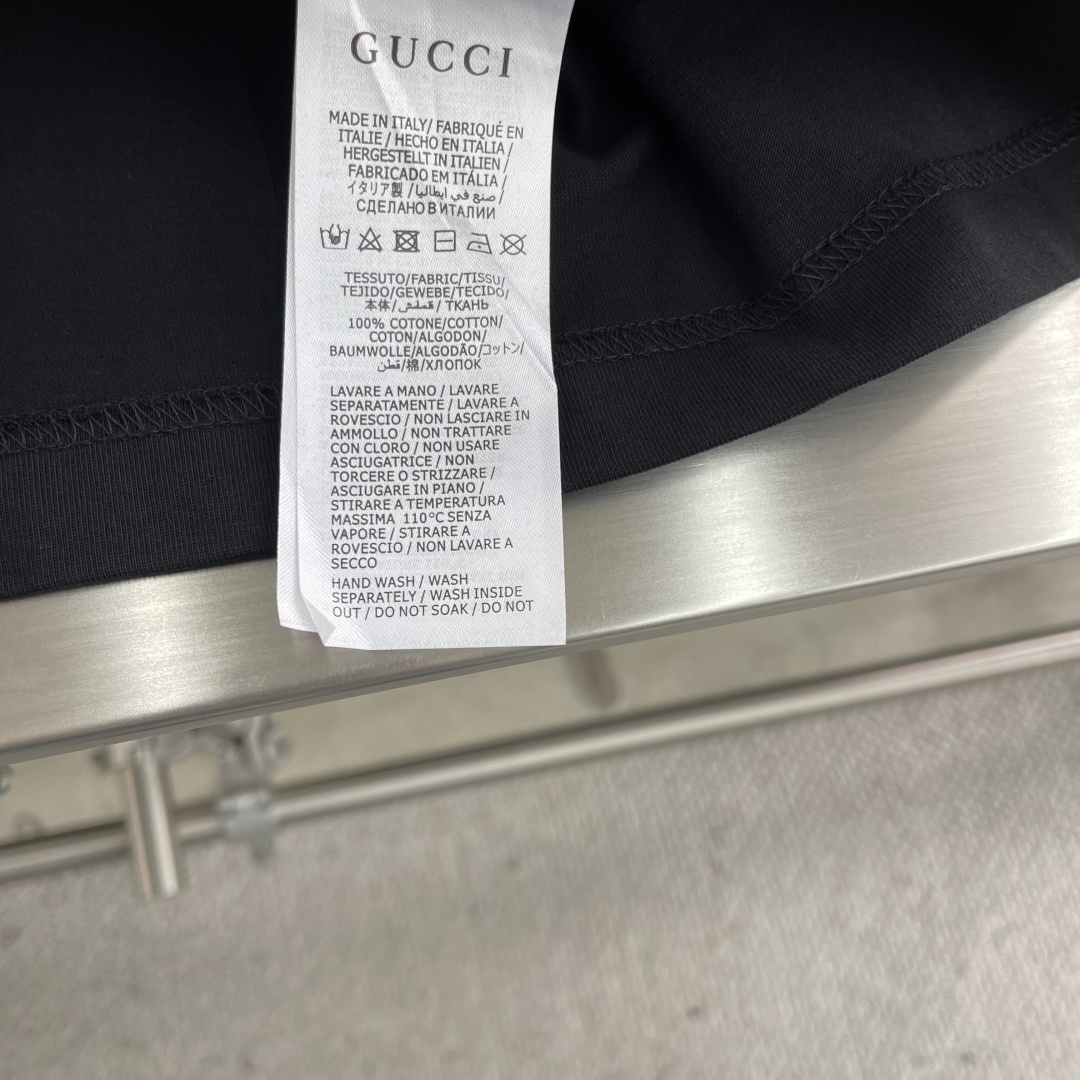 GUCCI
MADE IN ITALY/ FABRIQUÉ EN
ITALIE / HECHO EN ITALIA /
HERGESTELLT IN ITALIEN /
FABRICADO EM ITÁLIA /
イタリア製 / صنع في ايطاليا /
СДЕЛАНО В ИТАЛИИ
TESSUTO/FABRIC/TISSU/
TEJIDO/GEWEBE/TECIDO/
本体/ قمـش / ТКАНЬ
100% COTONE/COTTON/
COTON/ALGODON/
BAUMWOLLE/ALGODÃO/コットン/
قطن/棉/ХЛОПОК
LAVARE A MANO / LAVARE
SEPARATAMENTE / LAVARE A
ROVESCIO / NON LASCIARE IN
AMMOLLO / NON TRATTARE
CON CLORO / NON USARE
ASCIUGATRICE / NON
TORCERE O STRIZZARE /
ASCIUGARE IN PIANO /
STIRARE A TEMPERATURA
MASSIMA 110°C SENZA
VAPORE / STIRARE A
ROVESCIO / NON LAVARE A
SECCO
HAND WASH / WASH
SEPARATELY / WASH INSIDE
OUT / DO NOT SOAK / DO NOT